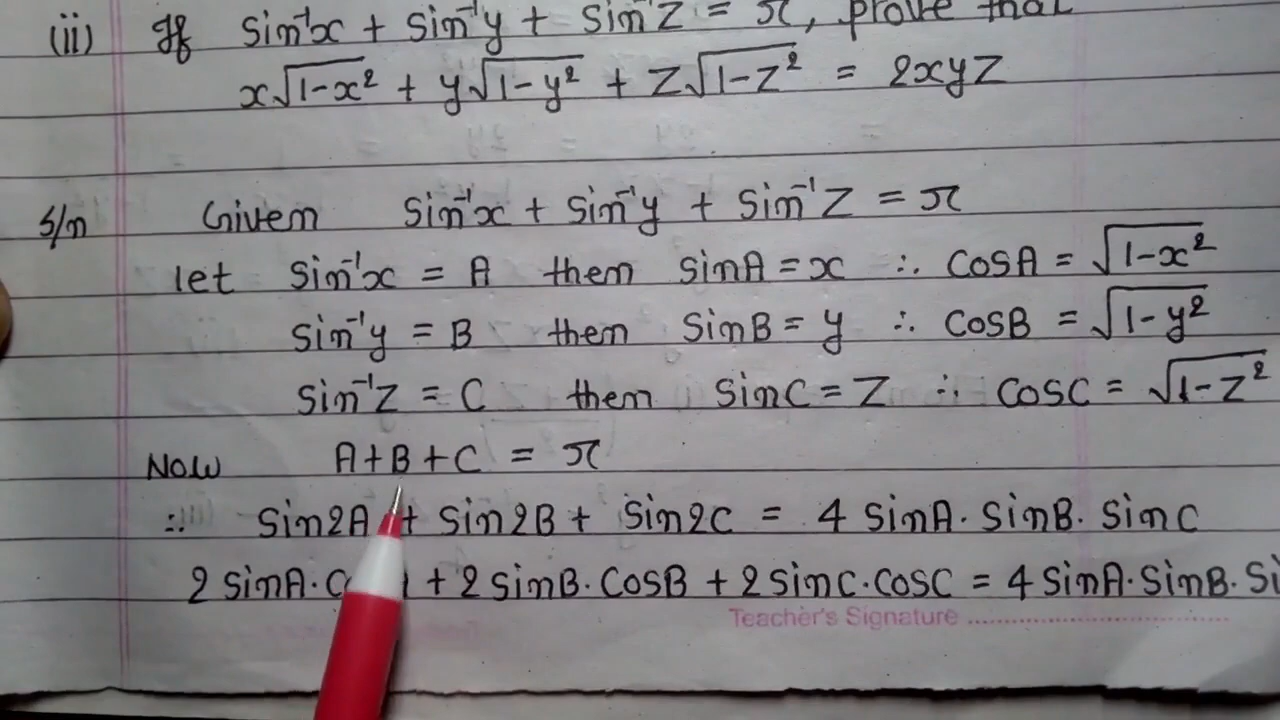 (ii) If Sin⁻¹x + Sin⁻¹y + Sin⁻¹Z = π, prove that
x√1-x² + y√1-y² + Z√1-Z² = 2xyZ
S/n Given Sin⁻¹x + Sin⁻¹y + Sin⁻¹Z = π
let Sin⁻¹x = A then sinA = x ∴ cosA = √1-x²
Sin⁻¹y = B then SinB = y ∴ cosB = √1-y²
Sin⁻¹Z = C then SinC = Z ∴ cosC = √1-Z²
Now A+B+C = π
∴ Sin2A + Sin2B + Sin2C = 4 SinA. SinB. SinC
2 SinA. + 2 SinB. CosB + 2 SinC. COSC = 4 SinA. SinB. Si
Teacher's Signature ..............................